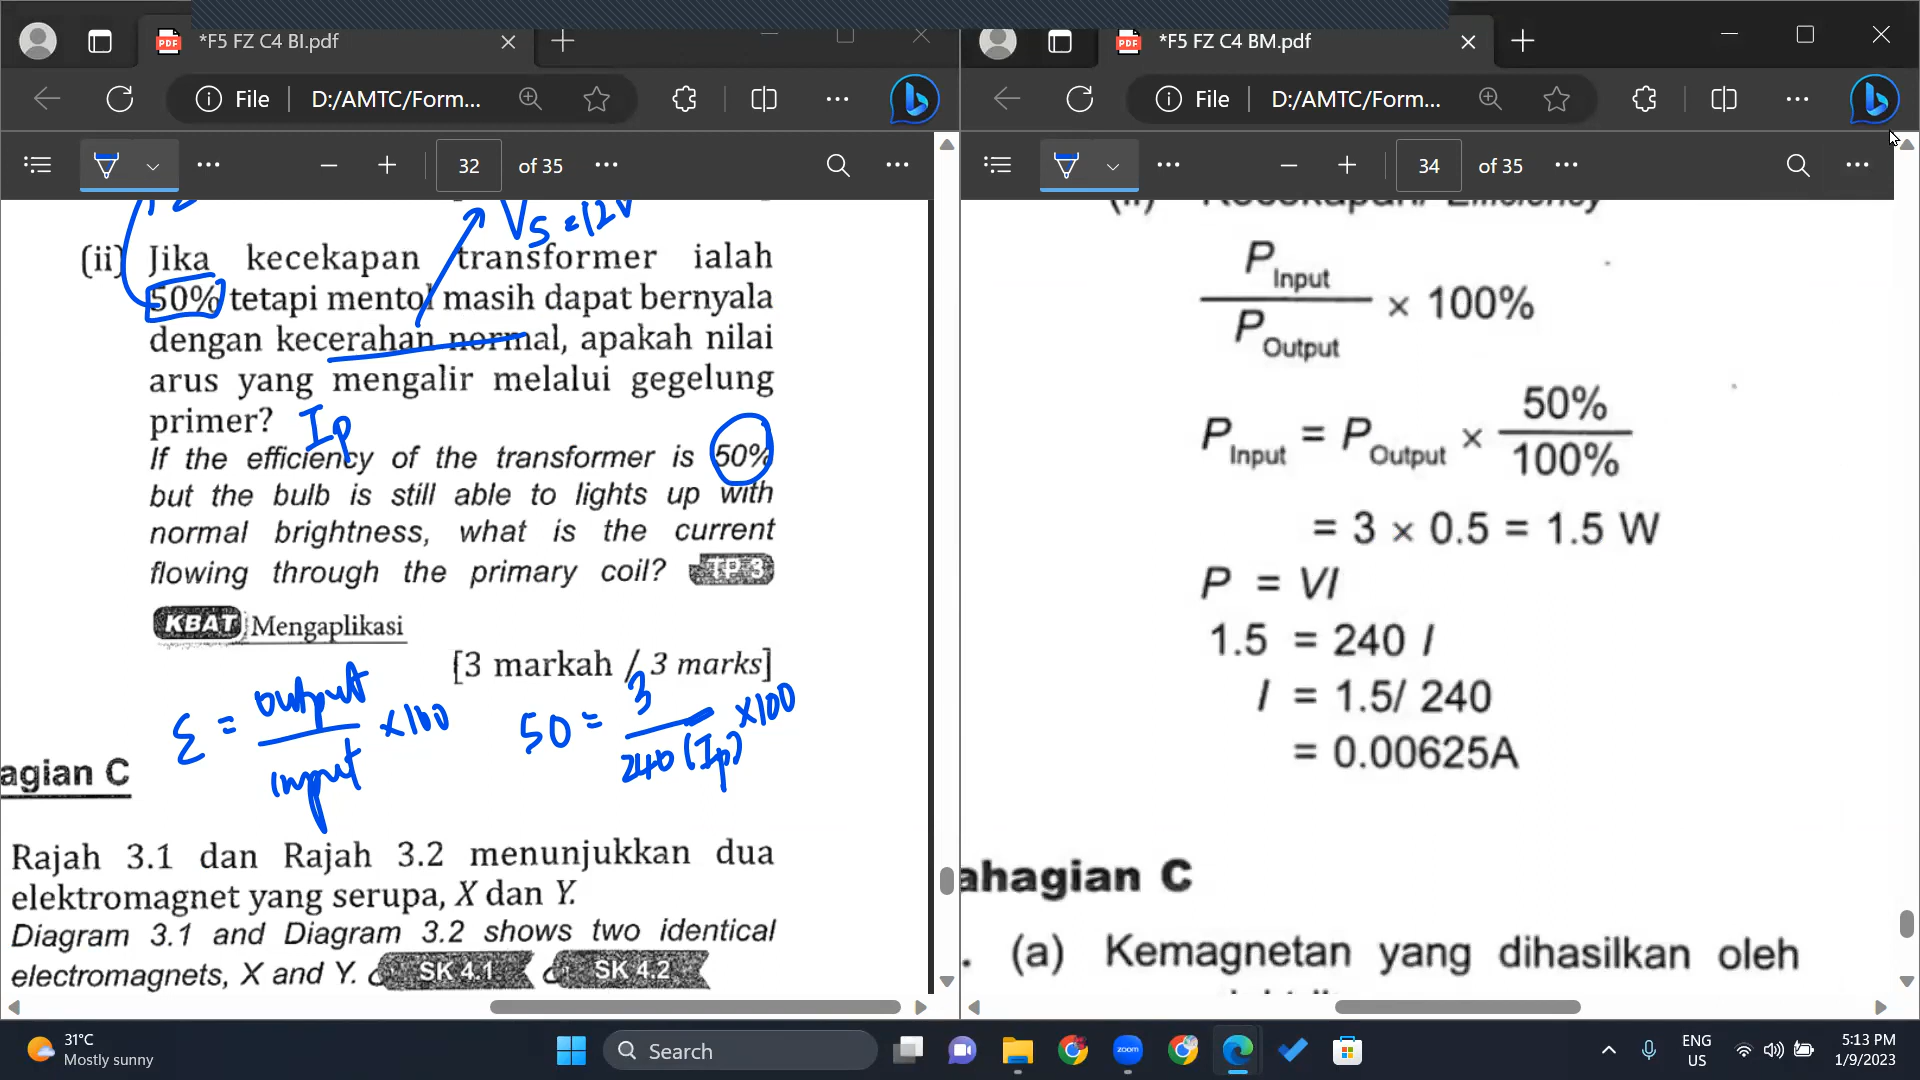 *F5 FZ C4 BI.pdf
File
D:/AMTC/Form...
32 of 35
Vs = 12V
(ii) Jika kecekapan transformer ialah
50% tetapi mentol masih dapat bernyala
dengan kecerahan normal, apakah nilai
arus yang mengalir melalui gegelung
primer? Ip
If the efficiency of the transformer is 50%
but the bulb is still able to lights up with
normal brightness, what is the current
flowing through the primary coil? TP 3
KBAT Mengaplikasi
[3 markah / 3 marks]
Σ = output/input ×100
50 = 3/240 (Ip) ×100
agian C
Rajah 3.1 dan Rajah 3.2 menunjukkan dua
elektromagnet yang serupa, X dan Y.
Diagram 3.1 and Diagram 3.2 shows two identical
electromagnets, X and Y. SK 4.1 SK 4.2
*F5 FZ C4 BM.pdf
File
D:/AMTC/Form...
34 of 35
(ii) Kecekapan/ Efficiency
P Input
/ P Output × 100%
P Input = P Output × 50%/100%
= 3 × 0.5 = 1.5 W
P = VI
1.5 = 240 I
I = 1.5/ 240
= 0.00625A
ahagian C
. (a) Kemagnetan yang dihasilkan oleh
31°C
Mostly sunny
Search
zoom
ENG
US
5:13 PM
1/9/2023